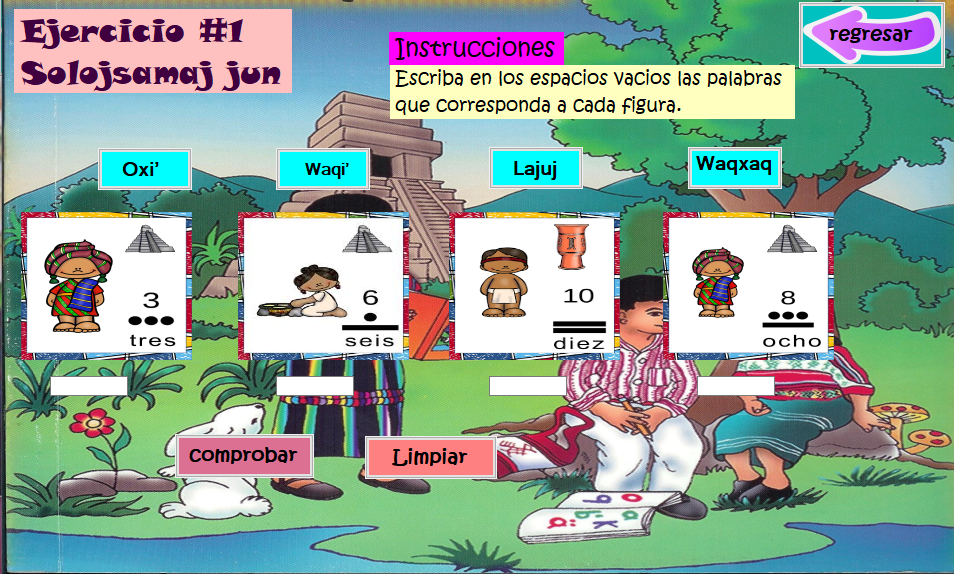 Ejercicio #1
Solojsamaj jun
Instrucciones
Escriba en los espacios vacios las palabras
que corresponda a cada figura.
regresar
Oxi’
Waqi’
Lajuj
Waqxaq
3
tres
6
seis
10
diez
8
ocho
comprobar
Limpiar